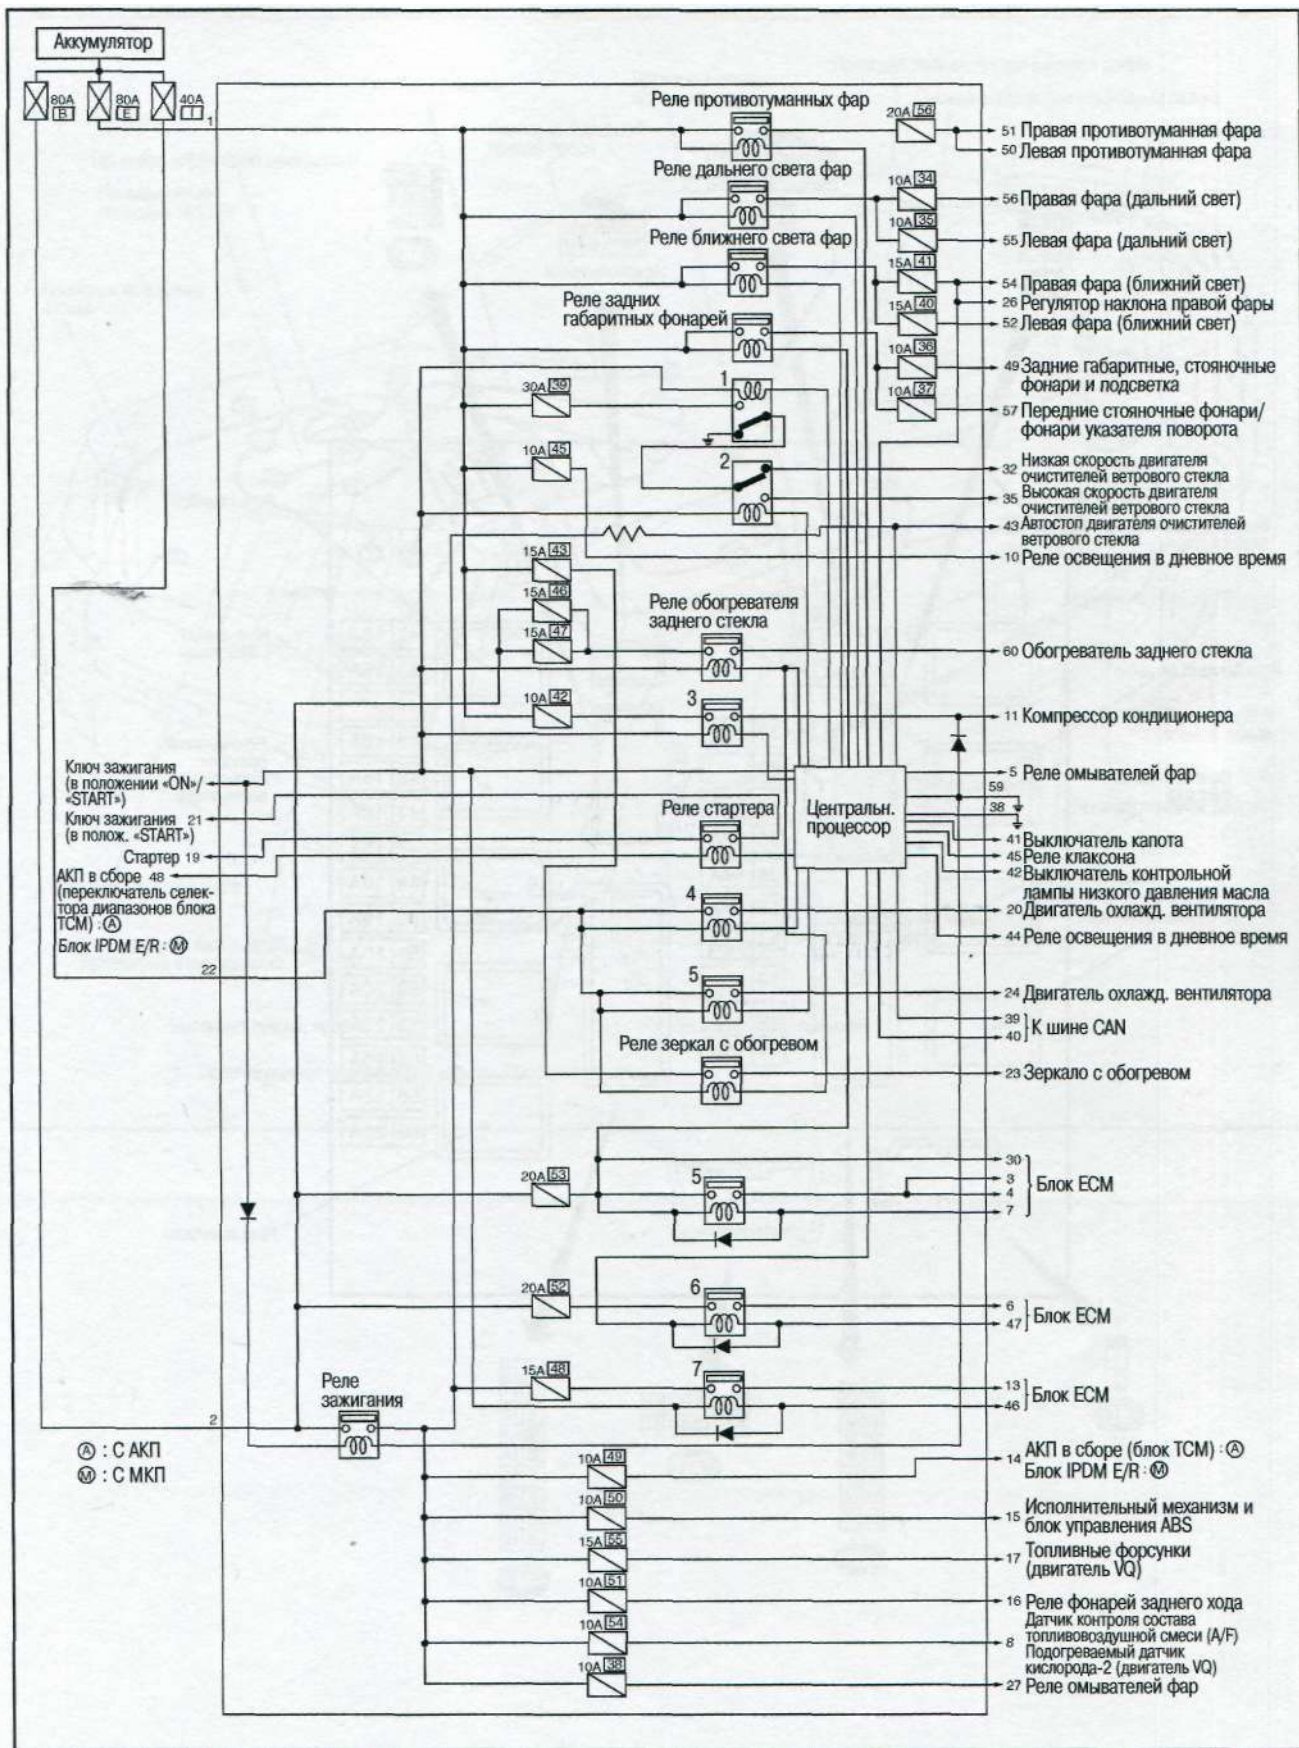 Аккумулятор
80A
B
80A
E
40A
I
1
Реле противотуманных фар
20A 56
51 Правая противотуманная фара
50 Левая противотуманная фара
Реле дальнего света фар
10A 34
56 Правая фара (дальний свет)
10A 35
55 Левая фара (дальний свет)
Реле ближнего света фар
15A 41
54 Правая фара (ближний свет)
26 Регулятор наклона правой фары
15A 40
52 Левая фара (ближний свет)
Реле задних
габаритных фонарей
10A 36
49 Задние габаритные, стояночные
фонари и подсветка
30A 39
1
10A 37
57 Передние стояночные фонари/
фонари указателя поворота
10A 45
2
32 Низкая скорость двигателя
очистителей ветрового стекла
35 Высокая скорость двигателя
очистителей ветрового стекла
43 Автостоп двигателя очистителей
ветрового стекла
15A 43
10 Реле освещения в дневное время
15A 46
Реле обогревателя
заднего стекла
15A 47
60 Обогреватель заднего стекла
10A 42
3
11 Компрессор кондиционера
Ключ зажигания
(в положении «ON»/
«START»)
5 Реле омывателей фар
59
38
Ключ зажигания 21
(в полож. «START»)
Реле стартера
Центральн.
процессор
Стартер 19
41 Выключатель капота
45 Реле клаксона
АКП в сборе 48
(переключатель селек-
тора диапазонов блока
TCM) : A
42 Выключатель контрольной
лампы низкого давления масла
4
20 Двигатель охлажд. вентилятора
Блок IPDM E/R : M
44 Реле освещения в дневное время
22
5
24 Двигатель охлажд. вентилятора
39
40
К шине CAN
Реле зеркал с обогревом
23 Зеркало с обогревом
20A 53
5
30
3
4
7
Блок ECM
20A 52
6
6
47
Блок ECM
15A 48
7
13
46
Блок ECM
Реле
зажигания
2
A : С АКП
M : С МКП
10A 49
14 АКП в сборе (блок TCM) : A
Блок IPDM E/R : M
10A 50
15 Исполнительный механизм и
блок управления ABS
15A 55
17 Топливные форсунки
(двигатель VQ)
10A 51
16 Реле фонарей заднего хода
10A 54
8 Датчик контроля состава
топливовоздушной смеси (A/F)
Подогреваемый датчик
кислорода-2 (двигатель VQ)
10A 38
27 Реле омывателей фар